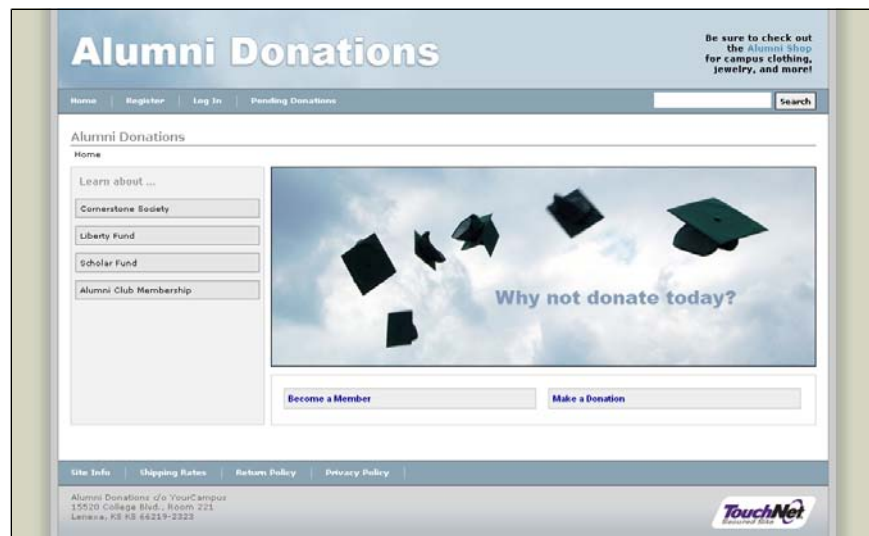 Alumni Donations
Be sure to check out
the Alumni Shop
for campus clothing,
jewelry, and more!
Home Register Log In Pending Donations Search
Alumni Donations
Home
Learn about ...
Cornerstone Society
Liberty Fund
Scholar Fund
Alumni Club Membership
Why not donate today?
Become a Member Make a Donation
Site Info Shipping Rates Return Policy Privacy Policy
Alumni Donations c/o YourCampus
15520 College Blvd., Room 221
Lenexa, KS KS 66219-2323
TouchNet
Secured Site